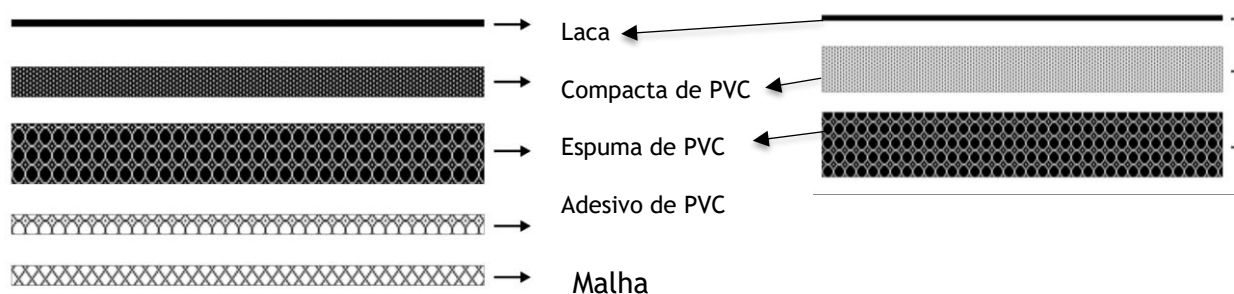 Laca
Compacta de PVC
Espuma de PVC
Adesivo de PVC
Malha